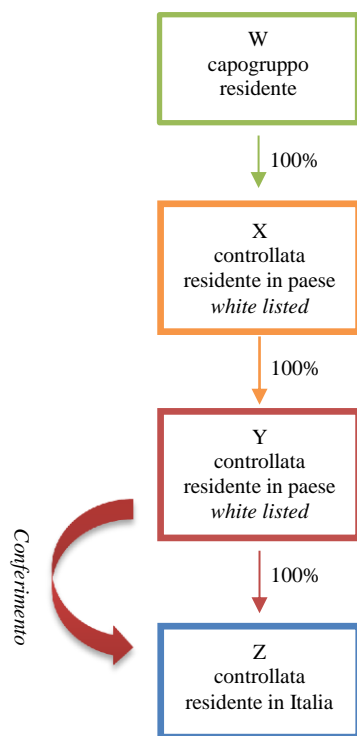 W
capogruppo
residente
100%
X
controllata
residente in paese
white listed
100%
Y
controllata
residente in paese
white listed
Conferimento
100%
Z
controllata
residente in Italia